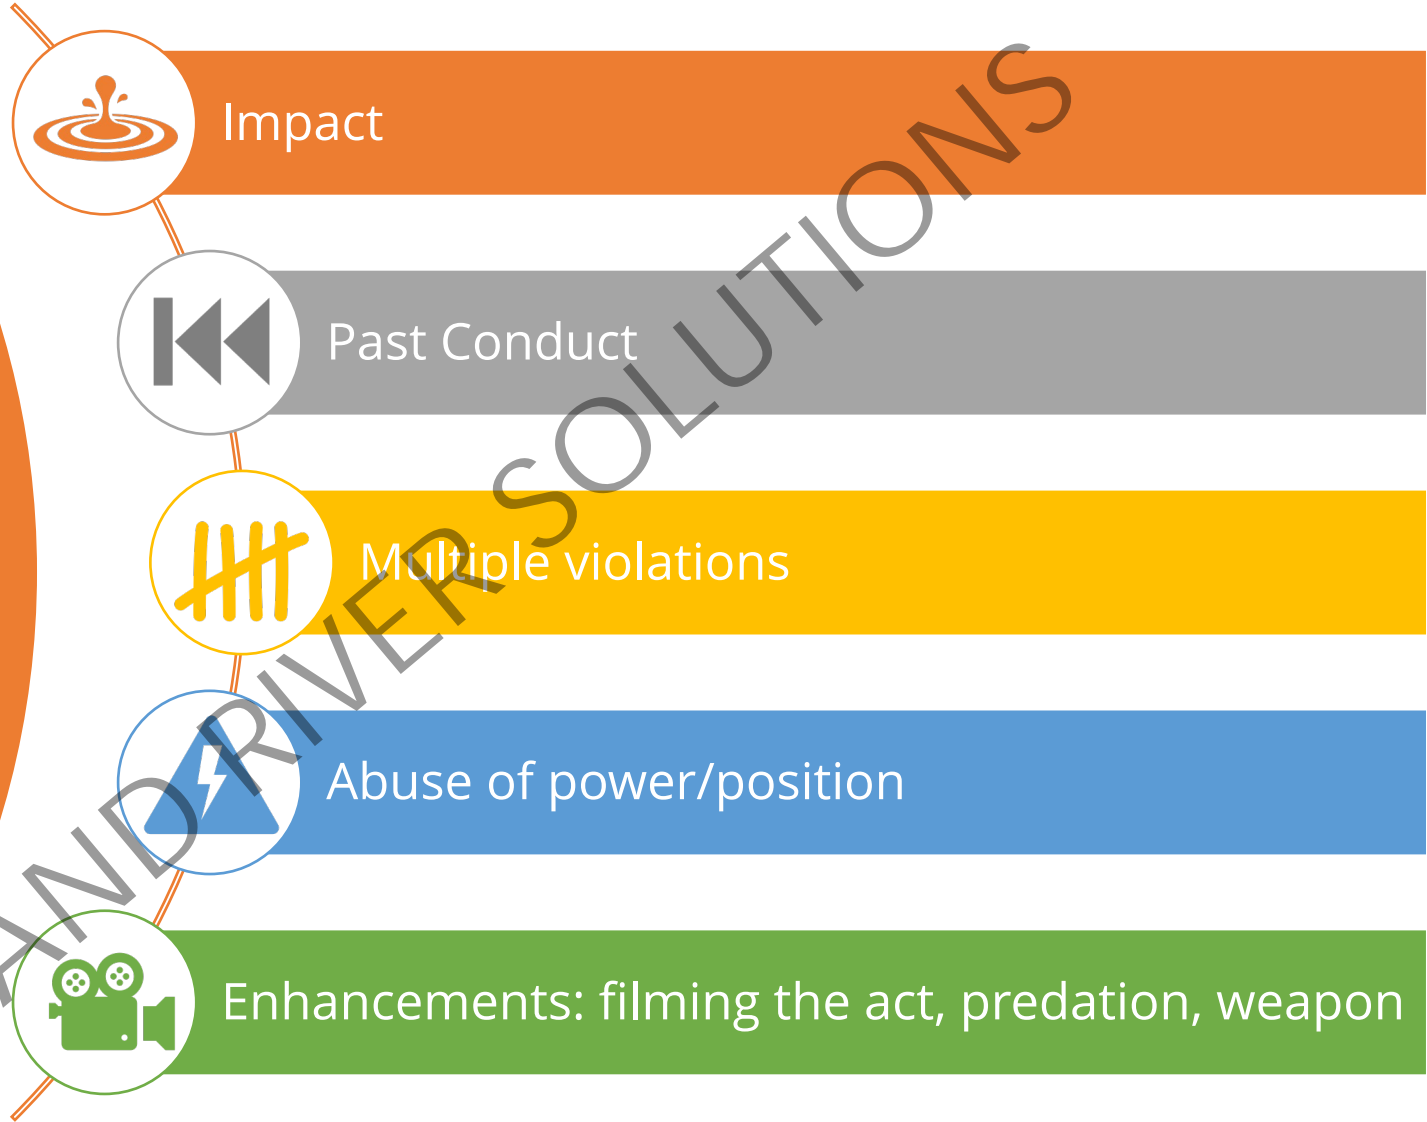 Impact
Past Conduct
Multiple violations
Abuse of power/position
Enhancements: filming the act, predation, weapon
AND RIVER SOLUTIONS